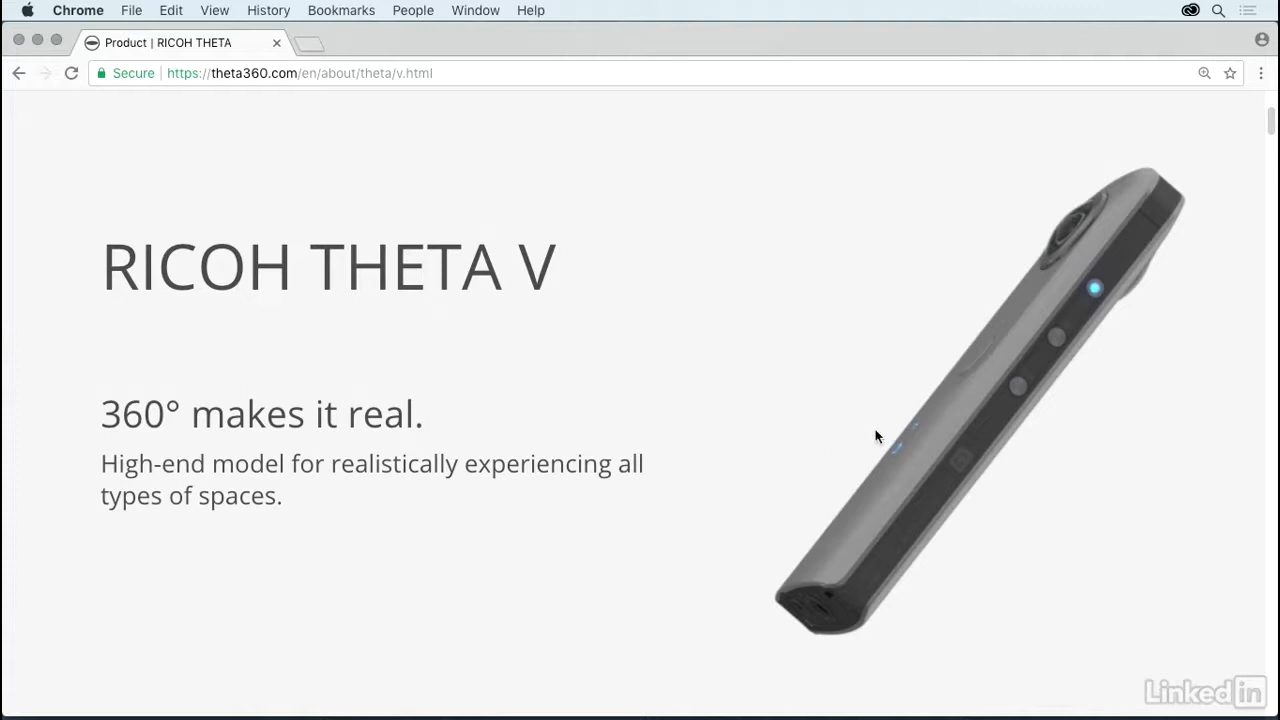 Chrome File Edit View History Bookmarks People Window Help
Product | RICOH THETA
Secure https://theta360.com/en/about/theta/v.html
RICOH THETA V
360° makes it real.
High-end model for realistically experiencing all
types of spaces.
Linked in